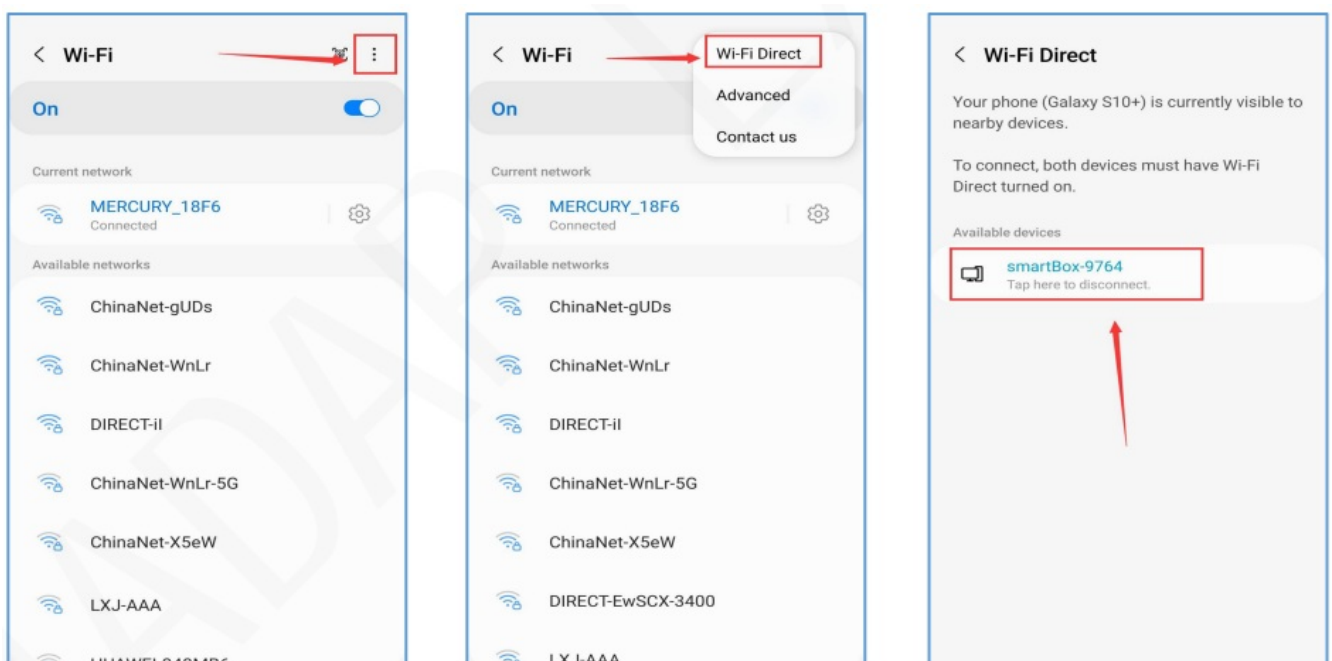 Wi-Fi
On
Current network
MERCURY_18F6
Connected
Available networks
ChinaNet-gUDs
ChinaNet-WnLr
DIRECT-iI
ChinaNet-WnLr-5G
ChinaNet-X5eW
LXJ-AAA
Wi-Fi
Wi-Fi Direct
Advanced
Contact us
On
Current network
MERCURY_18F6
Connected
Available networks
ChinaNet-gUDs
ChinaNet-WnLr
DIRECT-iI
ChinaNet-WnLr-5G
ChinaNet-X5eW
DIRECT-EwSCX-3400
LXJ-AAA
Wi-Fi Direct
Your phone (Galaxy S10+) is currently visible to
nearby devices.
To connect, both devices must have Wi-Fi
Direct turned on.
Available devices
smartBox-9764
Tap here to disconnect.